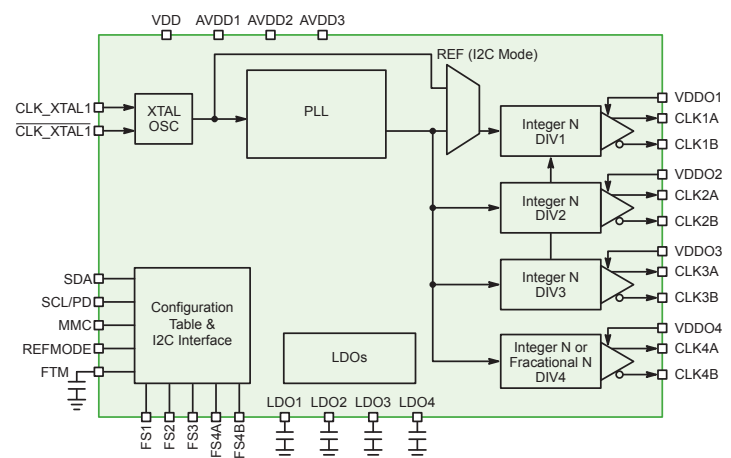 VDD AVDD1 AVDD2 AVDD3
REF (I2C Mode)
CLK_XTAL1
CLK_XTAL1
XTAL
OSC
PLL
Integer N
DIV1
VDDO1
CLK1A
CLK1B
Integer N
DIV2
VDDO2
CLK2A
CLK2B
Integer N
DIV3
VDDO3
CLK3A
CLK3B
Integer N or
Fracational N
DIV4
VDDO4
CLK4A
CLK4B
SDA
SCL/PD
MMC
REFMODE
FTM
Configuration
Table &
I2C Interface
LDOs
FS1
FS2
FS3
FS4A
FS4B
LDO1 LDO2 LDO3 LDO4